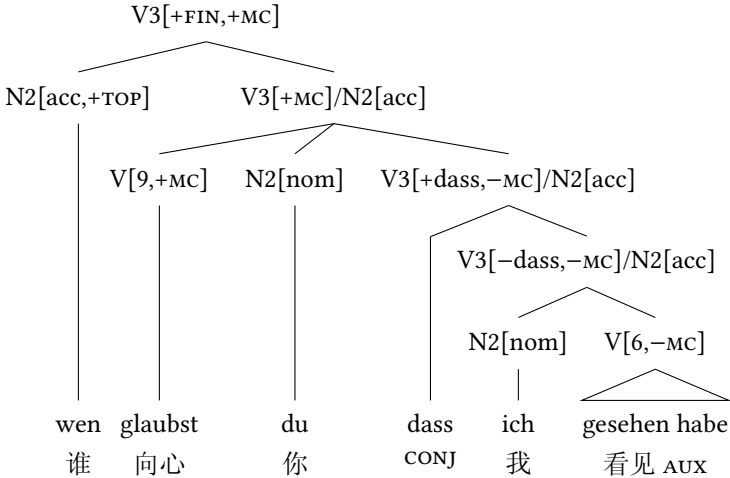 V3[+FIN,+MC]
N2[acc,+TOP] V3[+MC]/N2[acc]
V[9,+MC] N2[nom] V3[+dass,−MC]/N2[acc]
V3[−dass,−MC]/N2[acc]
N2[nom] V[6,−MC]
wen glaubst du dass ich gesehen habe
谁 向心 你 CONJ 我 看见 AUX